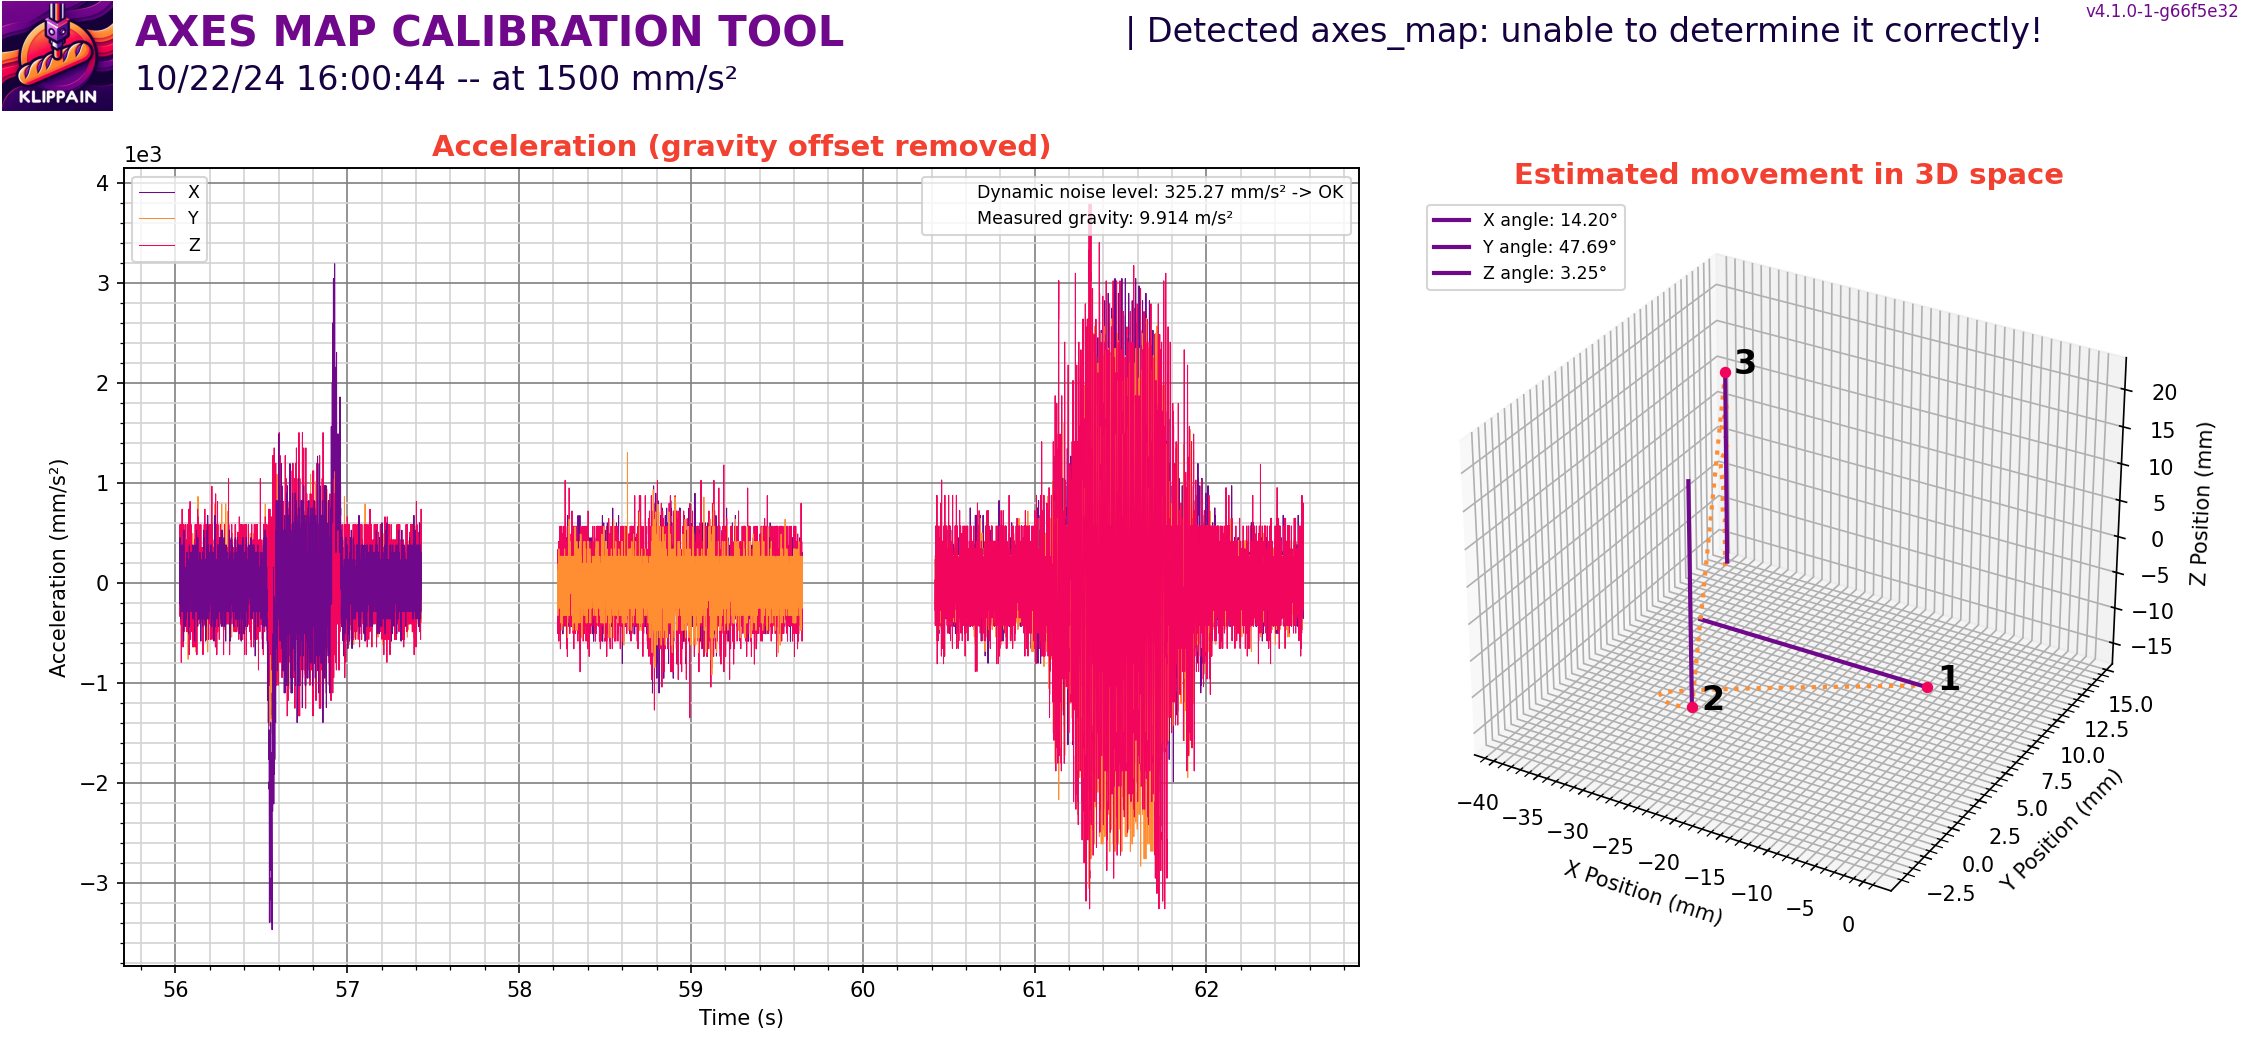 KLIPPAIN
AXES MAP CALIBRATION TOOL
10/22/24 16:00:44 -- at 1500 mm/s²
| Detected axes_map: unable to determine it correctly!
v4.1.0-1-g66f5e32
Acceleration (gravity offset removed)
1e3
X
Y
Z
Dynamic noise level: 325.27 mm/s² -> OK
Measured gravity: 9.914 m/s²
4
3
2
1
0
−1
−2
−3
Acceleration (mm/s²)
56 57 58 59 60 61 62
Time (s)
Estimated movement in 3D space
X angle: 14.20°
Y angle: 47.69°
Z angle: 3.25°
3
1
2
20
15
10
5
0
−5
−10
−15
Z Position (mm)
15.0
12.5
10.0
7.5
5.0
2.5
0.0
−2.5
Y Position (mm)
−40
−35
−30
−25
−20
−15
−10
−5
0
X Position (mm)